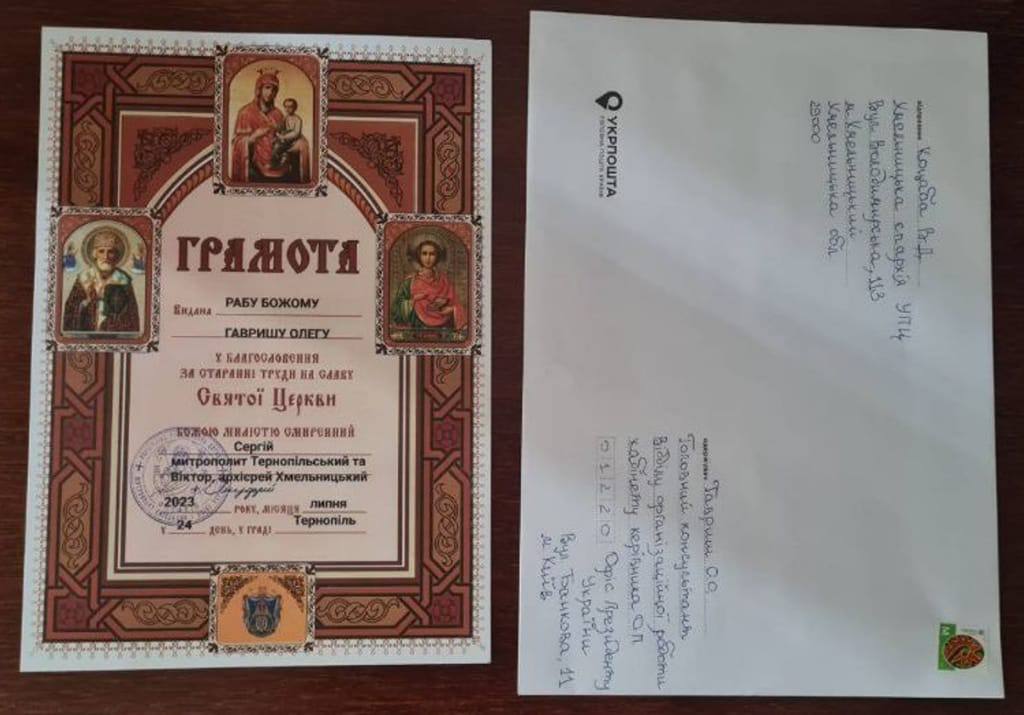 ГРАМОТА
Видана РАБУ БОЖОМУ
ГАВРИШУ ОЛЕГУ
У БЛАГОСЛОВЕННЯ
ЗА СТАРАННІ ТРУДИ НА СЛАВУ
СВЯТОЇ ЦЕРКВИ
БОЖОЮ МИЛІСТЮ СМИРЕННИЙ
Сергій
митрополит Тернопільський та
Віктор, архієрей Хмельницький
2023 РОКУ, МІСЯЦЯ липня
У 24 ДЕНЬ, У ГРАДІ Тернопіль
УКРПОШТА
Коцаба В.Д.
Хмельницька єпархія УПЦ
Вул Володимирська, 113
м. Хмельницький
Хмельницька обл
29000
Гавриш О.О.
Головний консультант
Відділу організаційної роботи
кабінету керівника ОП
01220 Офіс Президенту
України
Вул. Банкова, 11
м Київ
M